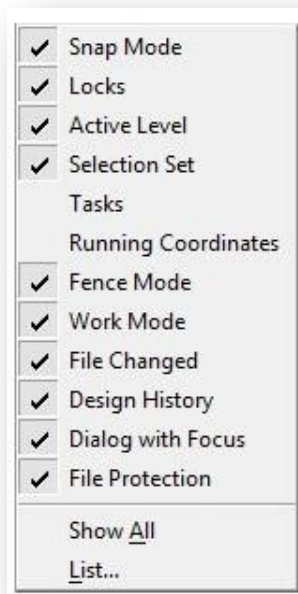 Snap Mode
Locks
Active Level
Selection Set
Tasks
Running Coordinates
Fence Mode
Work Mode
File Changed
Design History
Dialog with Focus
File Protection
Show All
List...